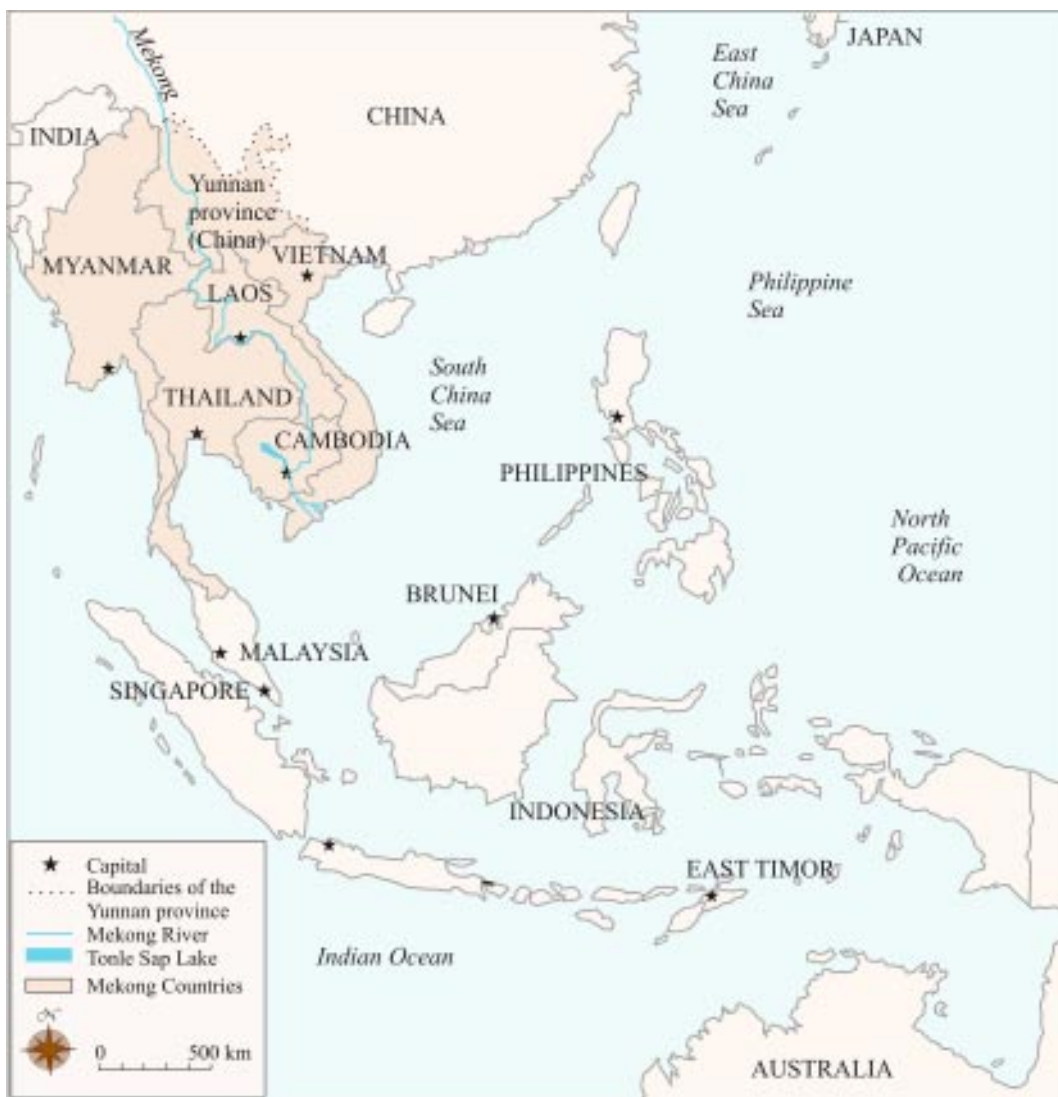 JAPAN
East
China
Sea
Mekong
CHINA
INDIA
Yunnan
province
(China)
VIETNAM
MYANMAR
LAOS
Philippine
Sea
South
China
Sea
THAILAND
CAMBODIA
PHILIPPINES
North
Pacific
Ocean
BRUNEI
MALAYSIA
SINGAPORE
INDONESIA
EAST TIMOR
Indian Ocean
AUSTRALIA
Capital
Boundaries of the
Yunnan province
Mekong River
Tonle Sap Lake
Mekong Countries
N
0 500 km